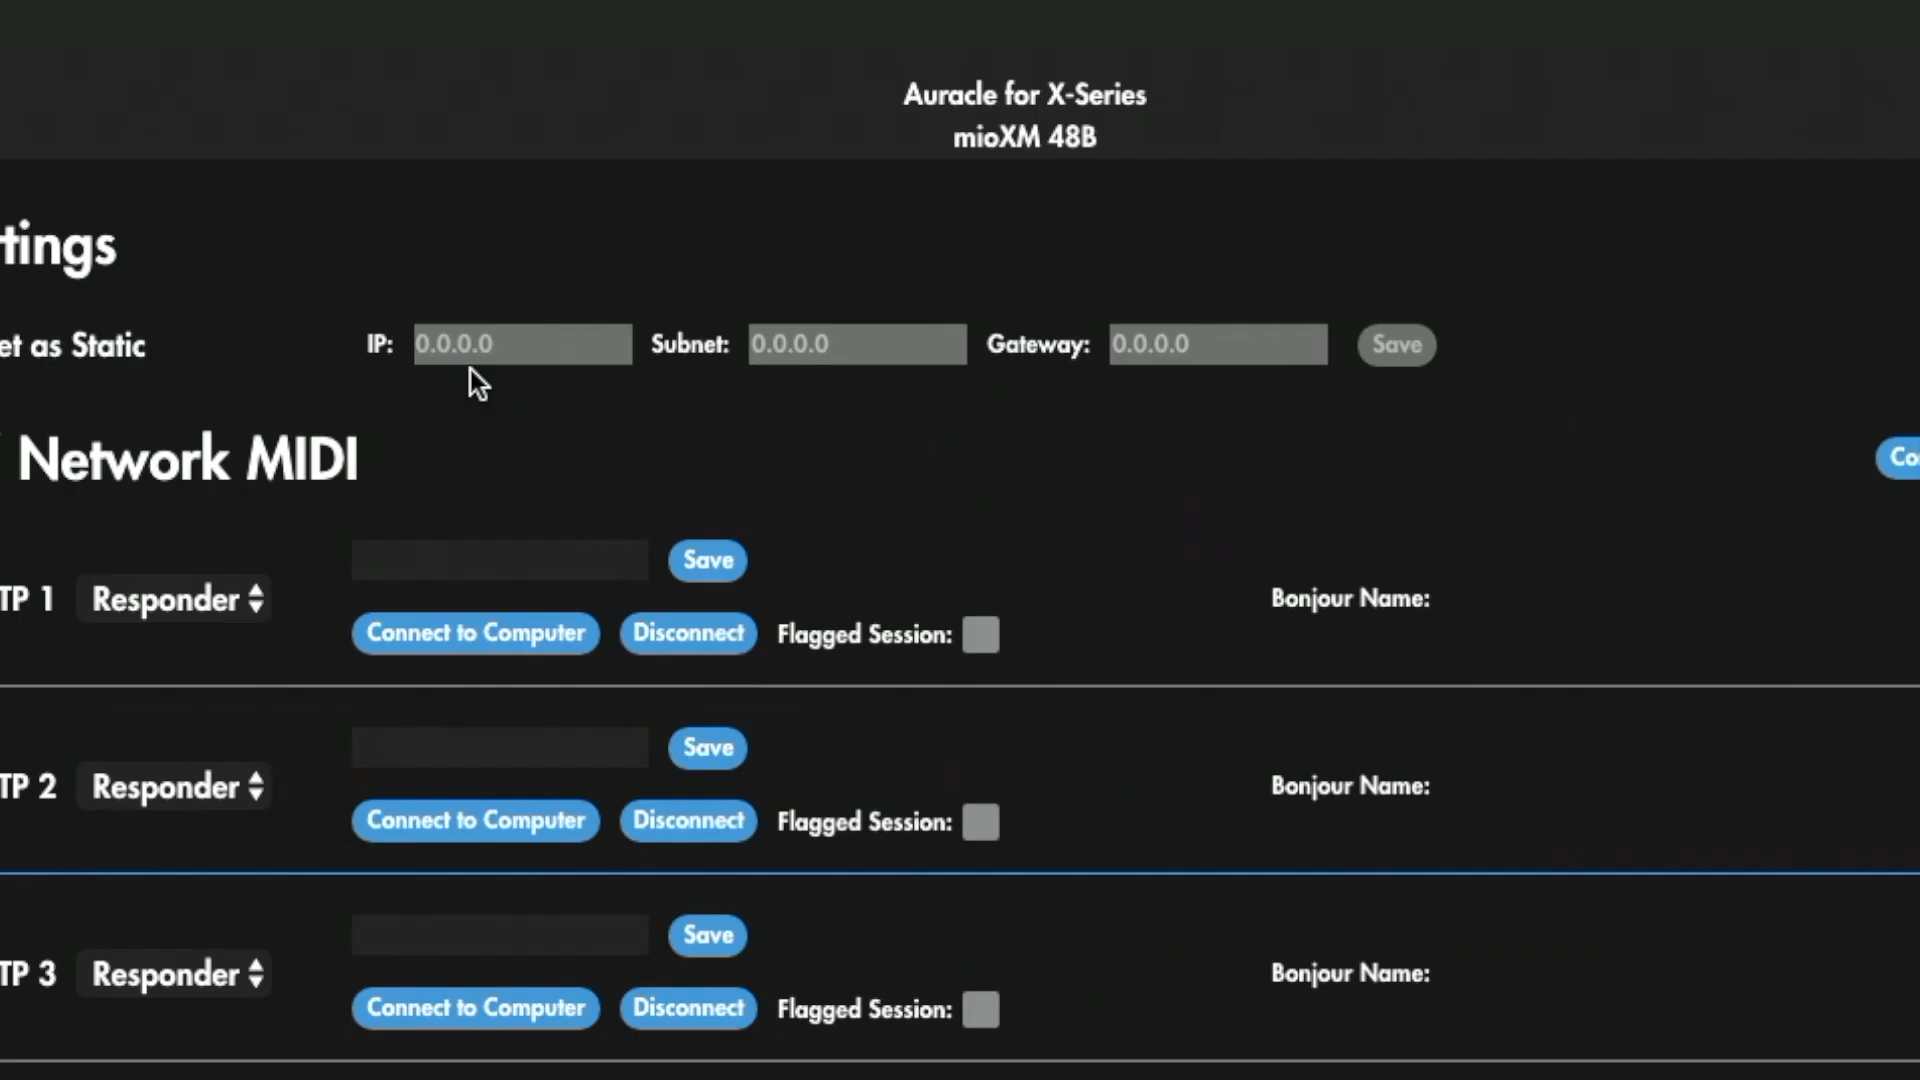 Auracle for X-Series
mioXM 48B
ttings
et as Static IP: 0.0.0.0 Subnet: 0.0.0.0 Gateway: 0.0.0.0 Save
Network MIDI Co
Save
TP 1 Responder Bonjour Name:
Connect to Computer Disconnect Flagged Session:
Save
TP 2 Responder Bonjour Name:
Connect to Computer Disconnect Flagged Session:
Save
TP 3 Responder Bonjour Name:
Connect to Computer Disconnect Flagged Session: